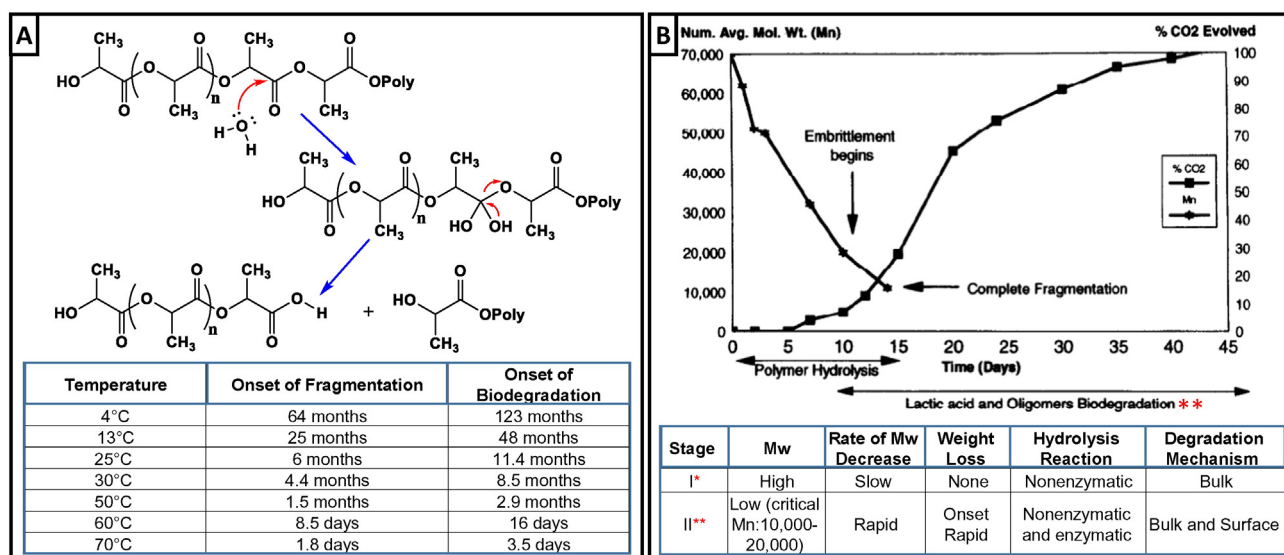 A
CH3
O
CH3
O
HO
O
O
O
OPoly
O
CH3
n
O
CH3
H
O
H
CH3
O
CH3
O
HO
O
O
O
OPoly
O
CH3
n
HO
OH
CH3
CH3
O
CH3
O
HO
O
O
O
H
O
CH3
n
O
+
HO
O
OPoly
CH3
Temperature Onset of Fragmentation Onset of Biodegradation
4°C 64 months 123 months
13°C 25 months 48 months
25°C 6 months 11.4 months
30°C 4.4 months 8.5 months
50°C 1.5 months 2.9 months
60°C 8.5 days 16 days
70°C 1.8 days 3.5 days
B
Num. Avg. Mol. Wt. (Mn)
% CO2 Evolved
70,000
60,000
50,000
40,000
30,000
20,000
10,000
0
100
90
80
70
60
50
40
30
20
10
0
Embrittlement
begins
% CO2
Mn
Complete Fragmentation
0 5 10 15 20 25 30 35 40 45
Polymer Hydrolysis
Time (Days)
Lactic acid and Oligomers Biodegradation **
Stage Mw Rate of Mw Decrease Weight Loss Hydrolysis Reaction Degradation Mechanism
I* High Slow None Nonenzymatic Bulk
II** Low (critical Mn:10,000-20,000) Rapid Onset Rapid Nonenzymatic and enzymatic Bulk and Surface